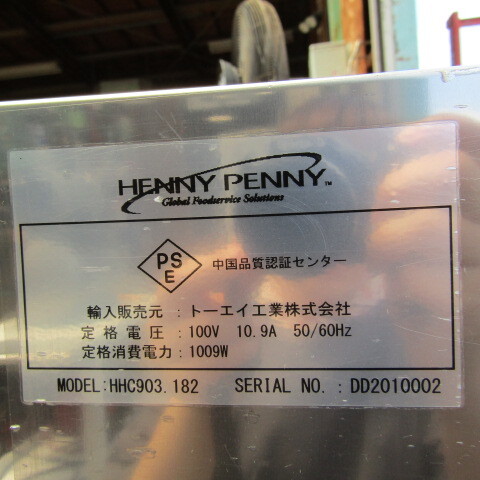 HENNY PENNY™
Global Foodservice Solutions
PS
E
中国品質認証センター
輸入販売元 : トーエイ工業株式会社
定格電圧 : 100V 10.9A 50/60Hz
定格消費電力 : 1009W
MODEL:HHC903.182 SERIAL NO. : DD2010002